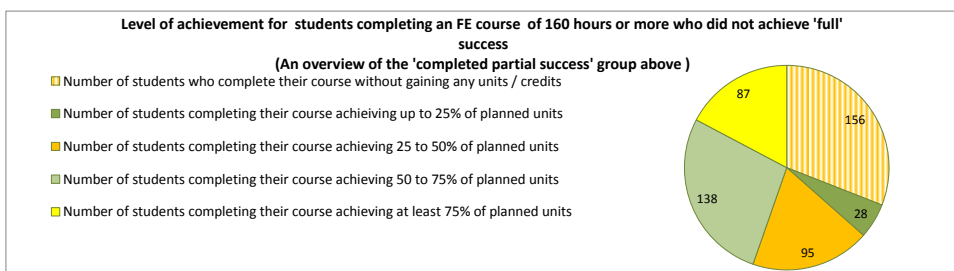 Level of achievement for  students completing an FE course  of 160 hours or more who did not achieve 'full'
success
(An overview of the 'completed partial success' group above )
Number of students who complete their course without gaining any units / credits
Number of students completing their course achieiving up to 25% of planned units
Number of students completing their course achieving 25 to 50% of planned units
Number of students completing their course achieving 50 to 75% of planned units
Number of students completing their course achieving at least 75% of planned units
87
156
138
28
95